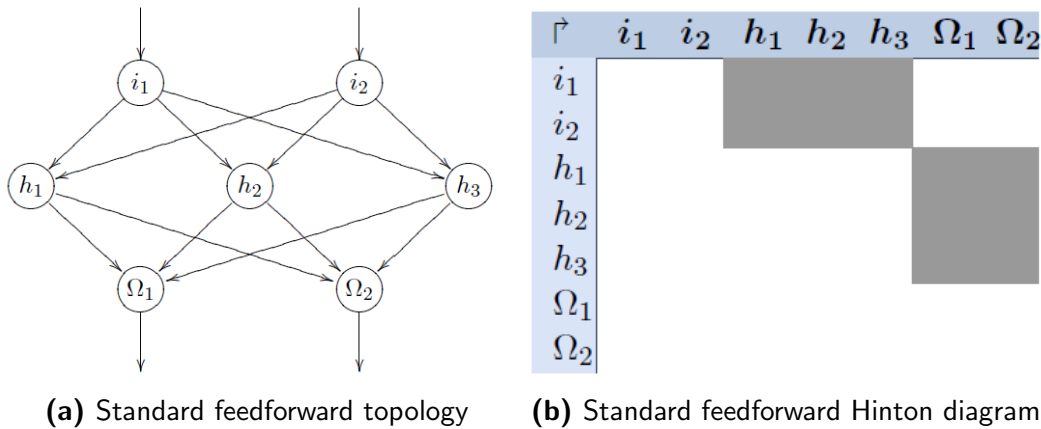 i₁ i₂
h₁ h₂ h₃
Ω₁ Ω₂
(a) Standard feedforward topology
↱ i₁ i₂ h₁ h₂ h₃ Ω₁ Ω₂
i₁
i₂
h₁
h₂
h₃
Ω₁
Ω₂
(b) Standard feedforward Hinton diagram